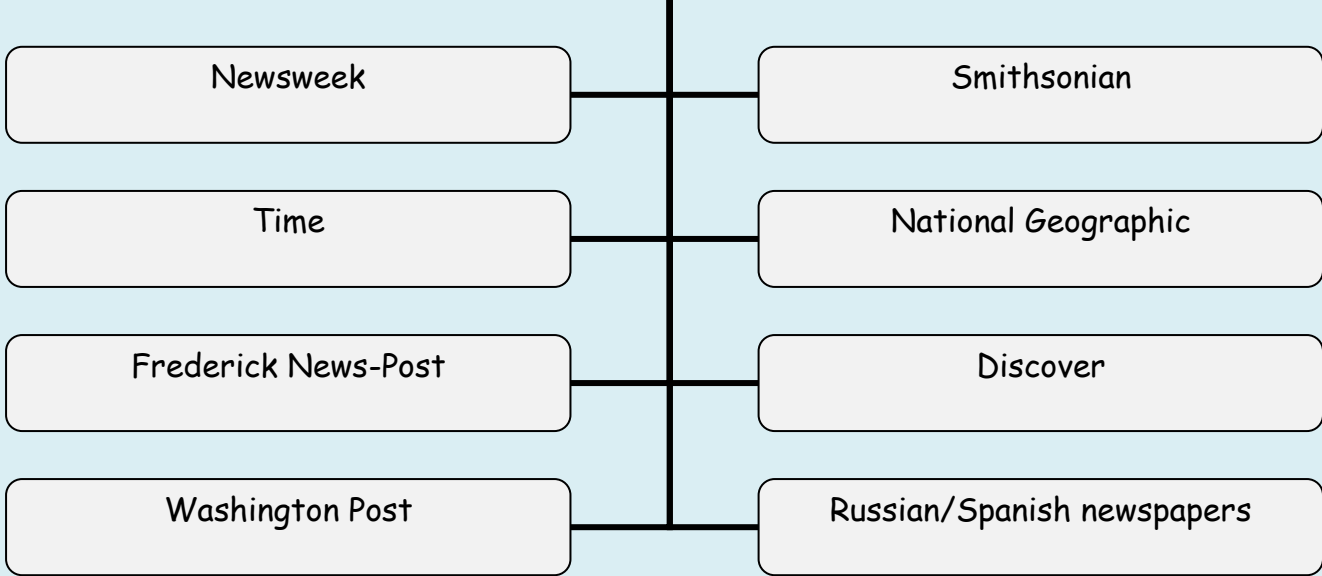 Newsweek
Smithsonian
Time
National Geographic
Frederick News-Post
Discover
Washington Post
Russian/Spanish newspapers